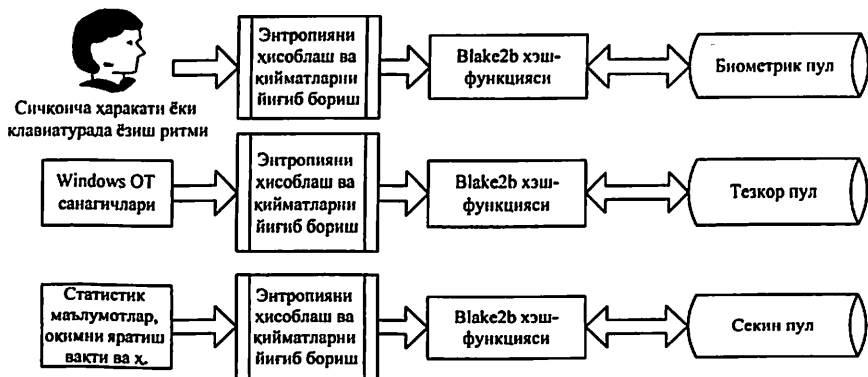 Энтропияни
ҳисоблаш ва
қийматларни
йиғиб бориш
Blake2b хэш-
функцияси
Биометрик пул
Сичқонча ҳаракати ёки
клавиатурада ёзиш ритми
Windows ОТ
санагичлари
Энтропияни
ҳисоблаш ва
қийматларни
йиғиб бориш
Blake2b хэш-
функцияси
Тезкор пул
Статистик
маълумотлар,
оқимни яратиш
вақти ва ҳ.
Энтропияни
ҳисоблаш ва
қийматларни
йиғиб бориш
Blake2b хэш-
функцияси
Секин пул